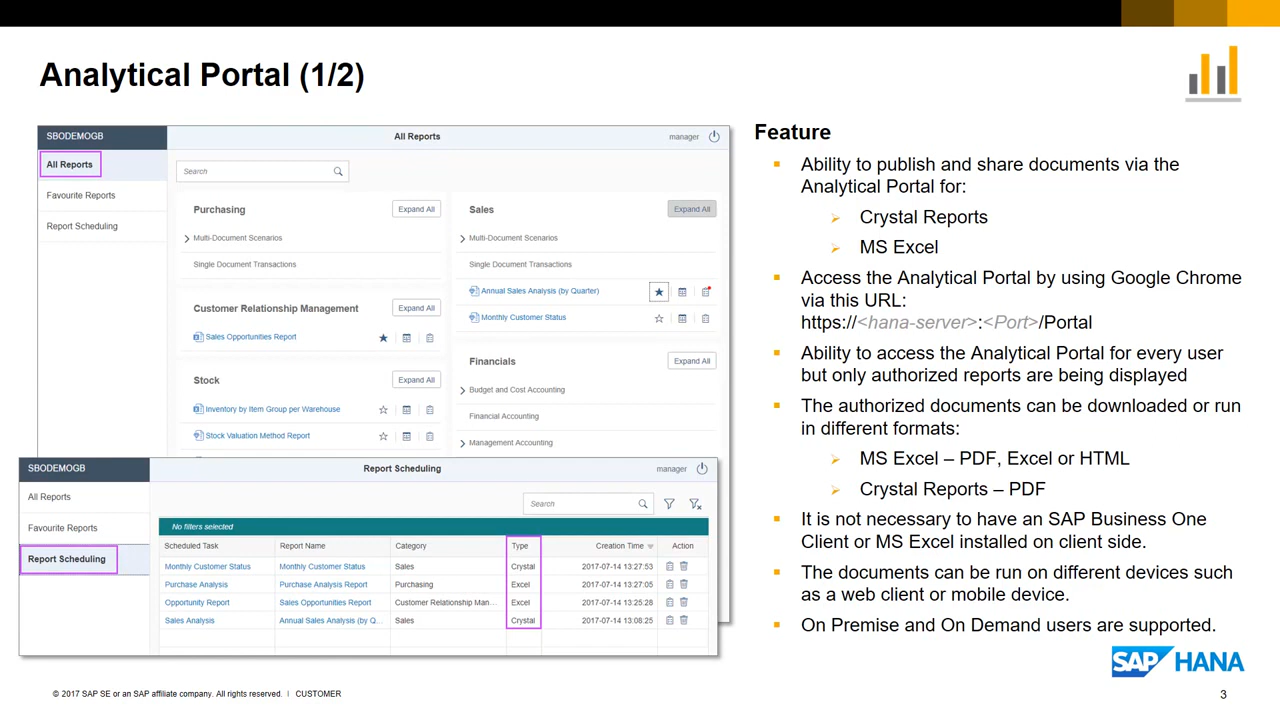 Analytical Portal (1/2)
SBODEMOGB
All Reports
manager
All Reports
Favourite Reports
Report Scheduling
Search
Purchasing
Expand All
Multi-Document Scenarios
Single Document Transactions
Customer Relationship Management
Expand All
Sales Opportunities Report
Stock
Expand All
Inventory by Item Group per Warehouse
Stock Valuation Method Report
Sales
Expand All
Multi-Document Scenarios
Single Document Transactions
Annual Sales Analysis (by Quarter)
Monthly Customer Status
Financials
Expand All
Budget and Cost Accounting
Financial Accounting
Management Accounting
SBODEMOGB
Report Scheduling
manager
All Reports
Favourite Reports
Report Scheduling
Search
No filters selected
Scheduled Task Report Name Category Type Creation Time Action
Monthly Customer Status Monthly Customer Status Sales Crystal 2017-07-14 13:27:53
Purchase Analysis Purchase Analysis Report Purchasing Excel 2017-07-14 13:27:05
Opportunity Report Sales Opportunities Report Customer Relationship Man... Excel 2017-07-14 13:25:28
Sales Analysis Annual Sales Analysis (by Q... Sales Crystal 2017-07-14 13:08:25
Feature
Ability to publish and share documents via the
Analytical Portal for:
Crystal Reports
MS Excel
Access the Analytical Portal by using Google Chrome
via this URL:
https://<hana-server>:<Port>/Portal
Ability to access the Analytical Portal for every user
but only authorized reports are being displayed
The authorized documents can be downloaded or run
in different formats:
MS Excel – PDF, Excel or HTML
Crystal Reports – PDF
It is not necessary to have an SAP Business One
Client or MS Excel installed on client side.
The documents can be run on different devices such
as a web client or mobile device.
On Premise and On Demand users are supported.
SAP HANA
© 2017 SAP SE or an SAP affiliate company. All rights reserved. I CUSTOMER
3